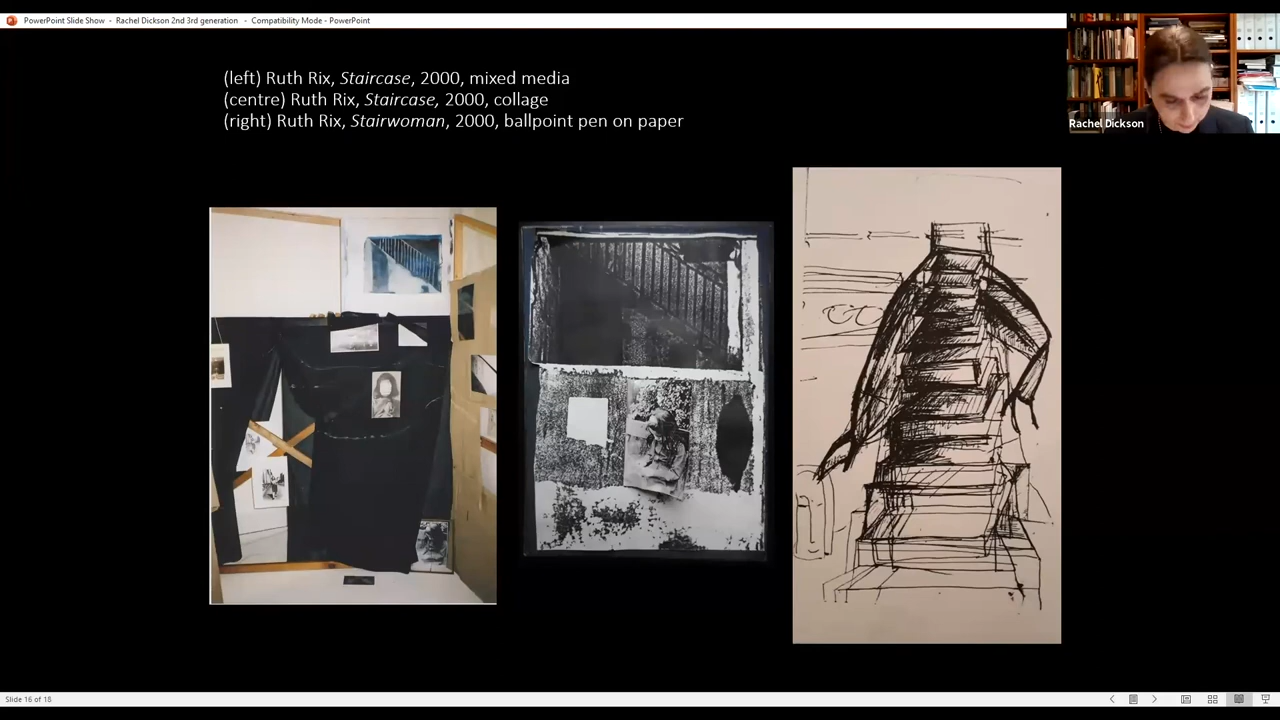 PowerPoint Slide Show - Rachel Dickson 2nd 3rd generation - Compatibility Mode - PowerPoint
(left) Ruth Rix, Staircase, 2000, mixed media
(centre) Ruth Rix, Staircase, 2000, collage
(right) Ruth Rix, Stairwoman, 2000, ballpoint pen on paper
Rachel Dickson
Slide 16 of 18